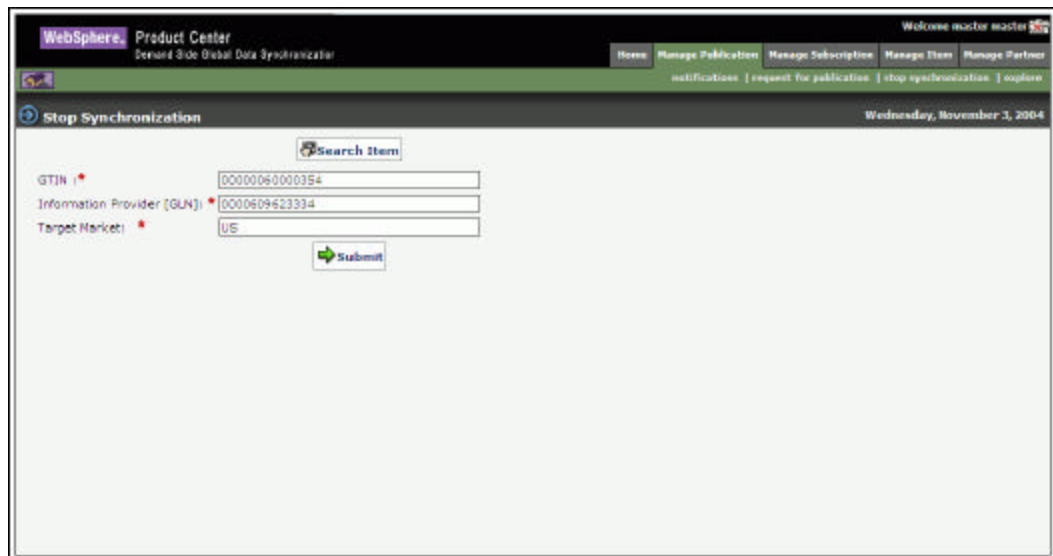 WebSphere. Product Center
Demand Side Global Data Synchronization
Welcome master master
Home Manage Publication Manage Subscription Manage Item Manage Partner
notifications | request for publication | stop synchronization | explore
Stop Synchronization
Wednesday, November 3, 2004
Search Item
GTIN :* 00000060000354
Information Provider [GLN]: * 0000609623334
Target Market: * US
Submit